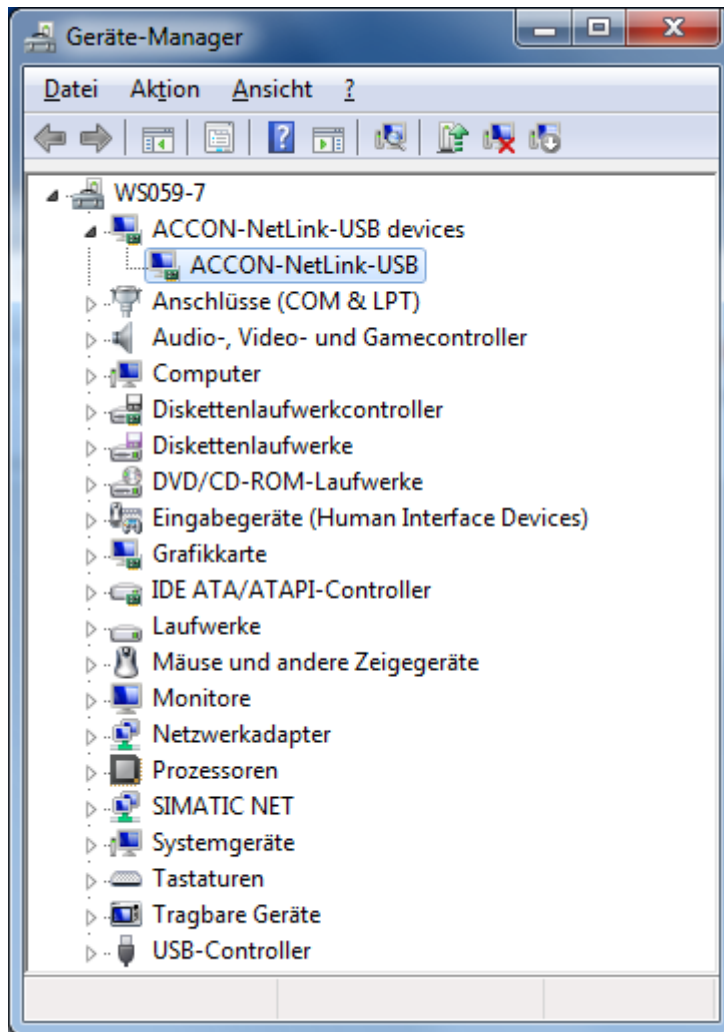 Geräte-Manager
Datei Aktion Ansicht ?
WS059-7
ACCON-NetLink-USB devices
ACCON-NetLink-USB
Anschlüsse (COM & LPT)
Audio-, Video- und Gamecontroller
Computer
Diskettenlaufwerkcontroller
Diskettenlaufwerke
DVD/CD-ROM-Laufwerke
Eingabegeräte (Human Interface Devices)
Grafikkarte
IDE ATA/ATAPI-Controller
Laufwerke
Mäuse und andere Zeigegeräte
Monitore
Netzwerkadapter
Prozessoren
SIMATIC NET
Systemgeräte
Tastaturen
Tragbare Geräte
USB-Controller